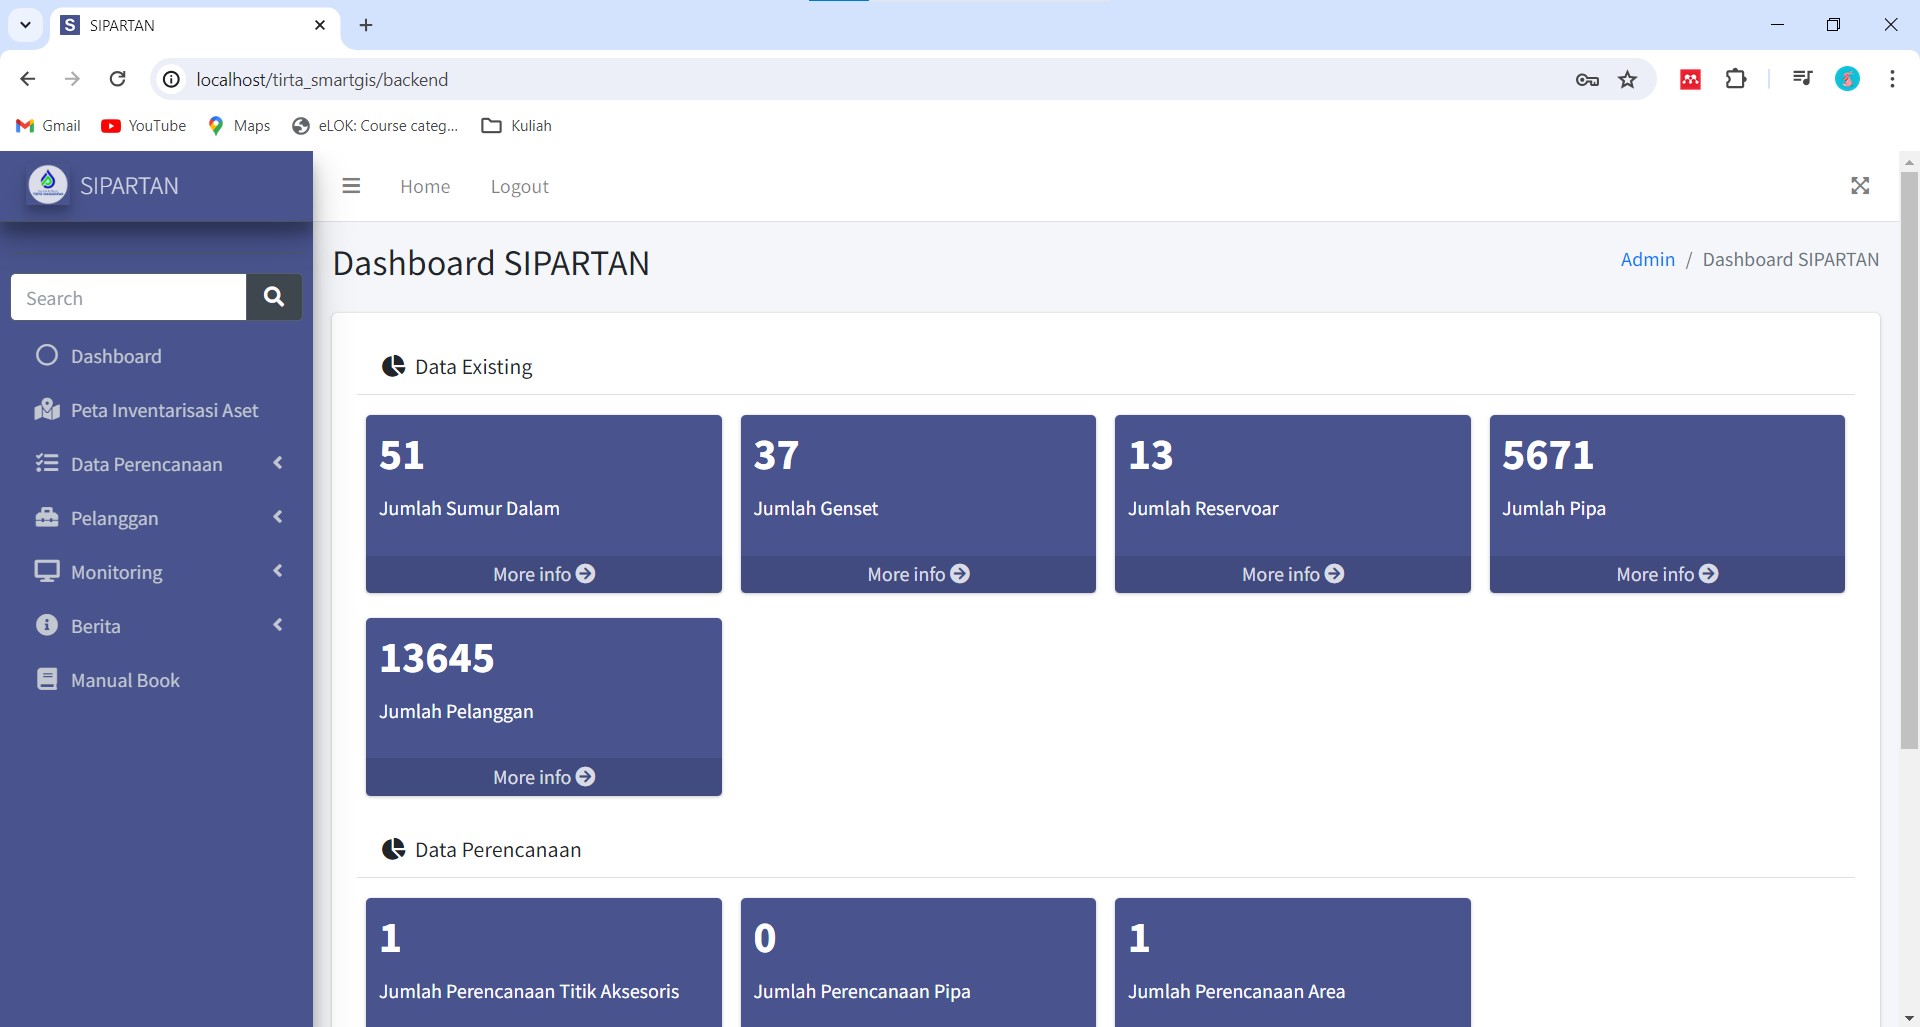 S SIPARTAN
localhost/tirta_smartgis/backend
Gmail YouTube Maps eLOK: Course categ... Kuliah
SIPARTAN
Home Logout
Dashboard SIPARTAN
Admin / Dashboard SIPARTAN
Search
Dashboard
Peta Inventarisasi Aset
Data Perencanaan
Pelanggan
Monitoring
Berita
Manual Book
Data Existing
51
Jumlah Sumur Dalam
More info
37
Jumlah Genset
More info
13
Jumlah Reservoar
More info
5671
Jumlah Pipa
More info
13645
Jumlah Pelanggan
More info
Data Perencanaan
1
Jumlah Perencanaan Titik Aksesoris
0
Jumlah Perencanaan Pipa
1
Jumlah Perencanaan Area